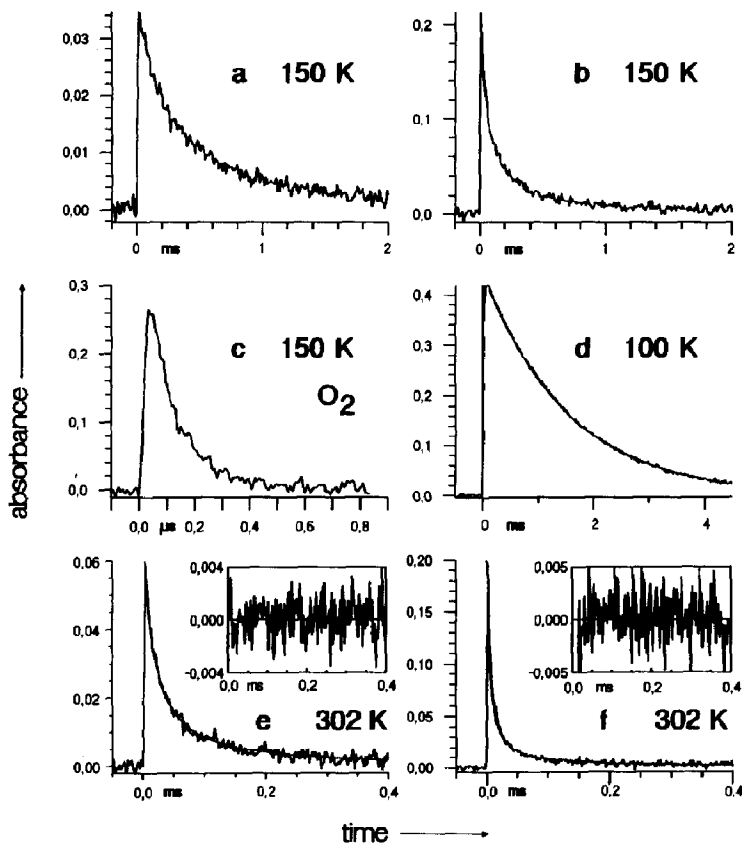 0,03
0,02
0,01
0,00
a 150 K
0 ms 1 2
0,2
0,1
0,0
b 150 K
0 ms 1 2
0,3
0,2
0,1
0,0
c 150 K
O2
0,0 μs 0,2 0,4 0,6 0,8
0,4
0,3
0,2
0,1
0,0
d 100 K
0 ms 2 4
0,06
0,04
0,02
0,00
0,004
0,000
-0,004
0,0 ms 0,2 0,4
e 302 K
0,0 ms 0,2 0,4
0,20
0,15
0,10
0,05
0,00
0,005
0,000
-0,005
0,0 ms 0,2 0,4
f 302 K
0,0 ms 0,2 0,4
absorbance
time